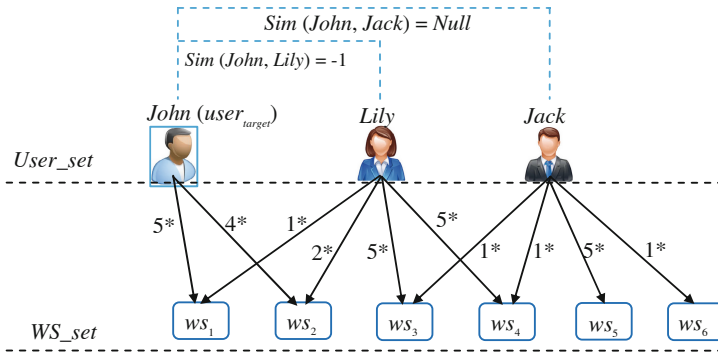 Sim (John, Jack) = Null
Sim (John, Lily) = -1
John (user_target) Lily Jack
User_set
5* 4* 1* 2* 5* 5* 1* 1* 5* 1*
WS_set ws_1 ws_2 ws_3 ws_4 ws_5 ws_6